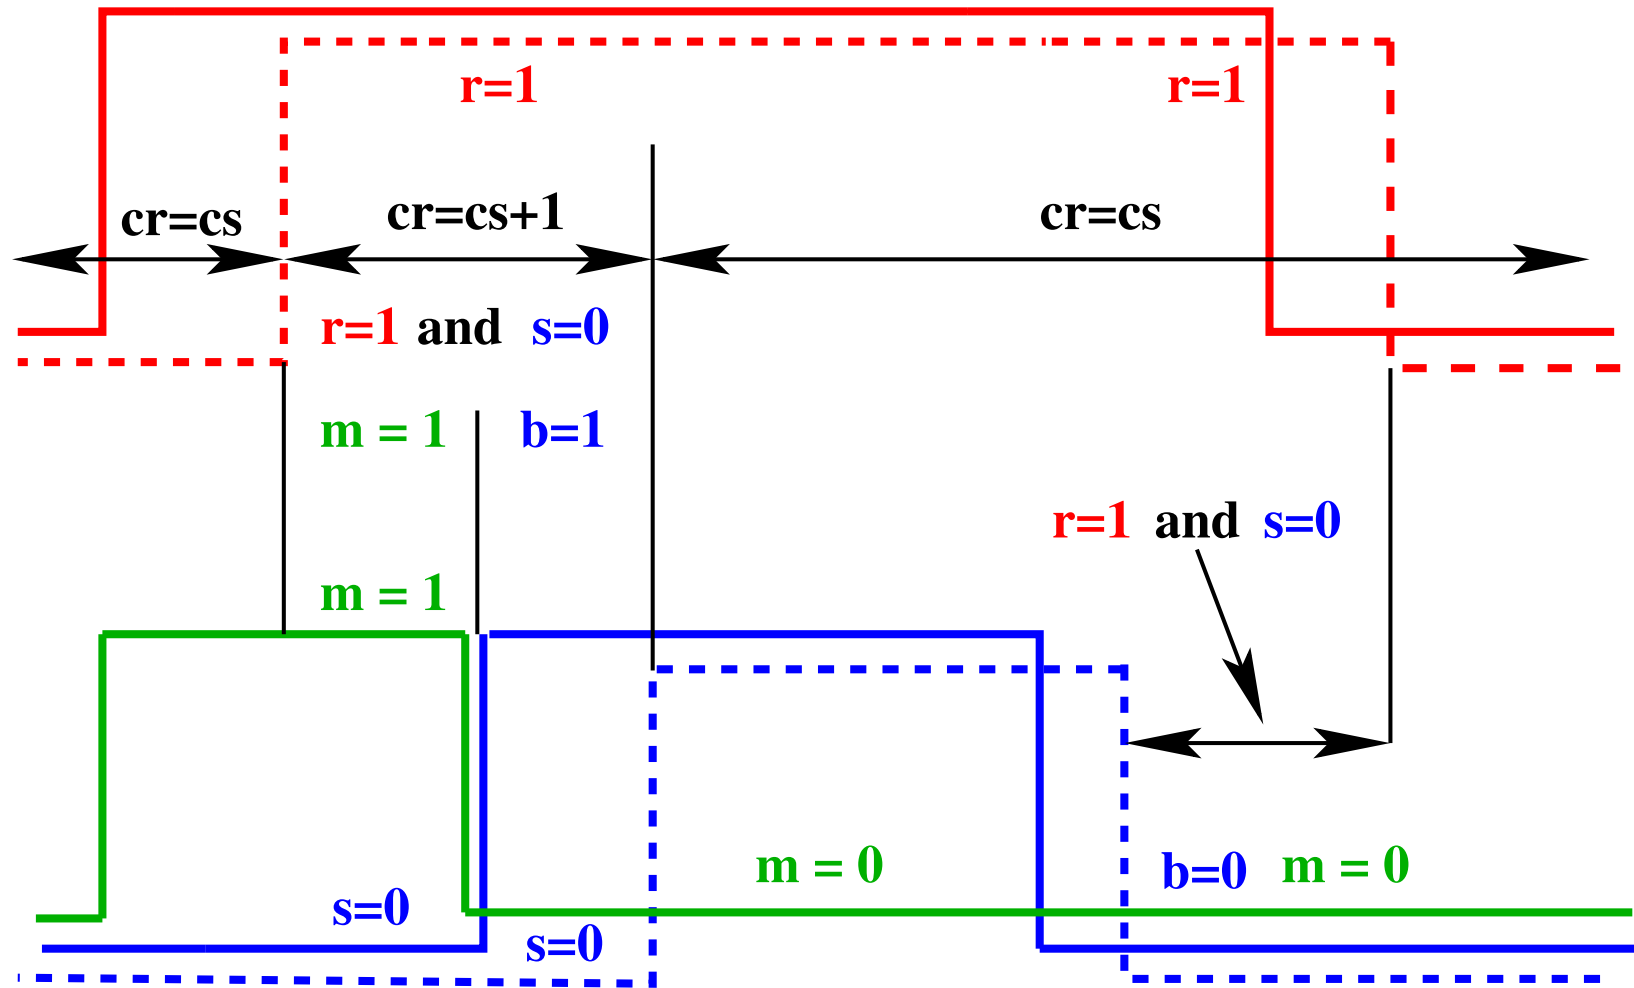 r=1 r=1
cr=cs cr=cs+1 cr=cs
r=1 and s=0
m = 1 b=1
r=1 and s=0
m = 1
m = 0 b=0 m = 0
s=0
s=0